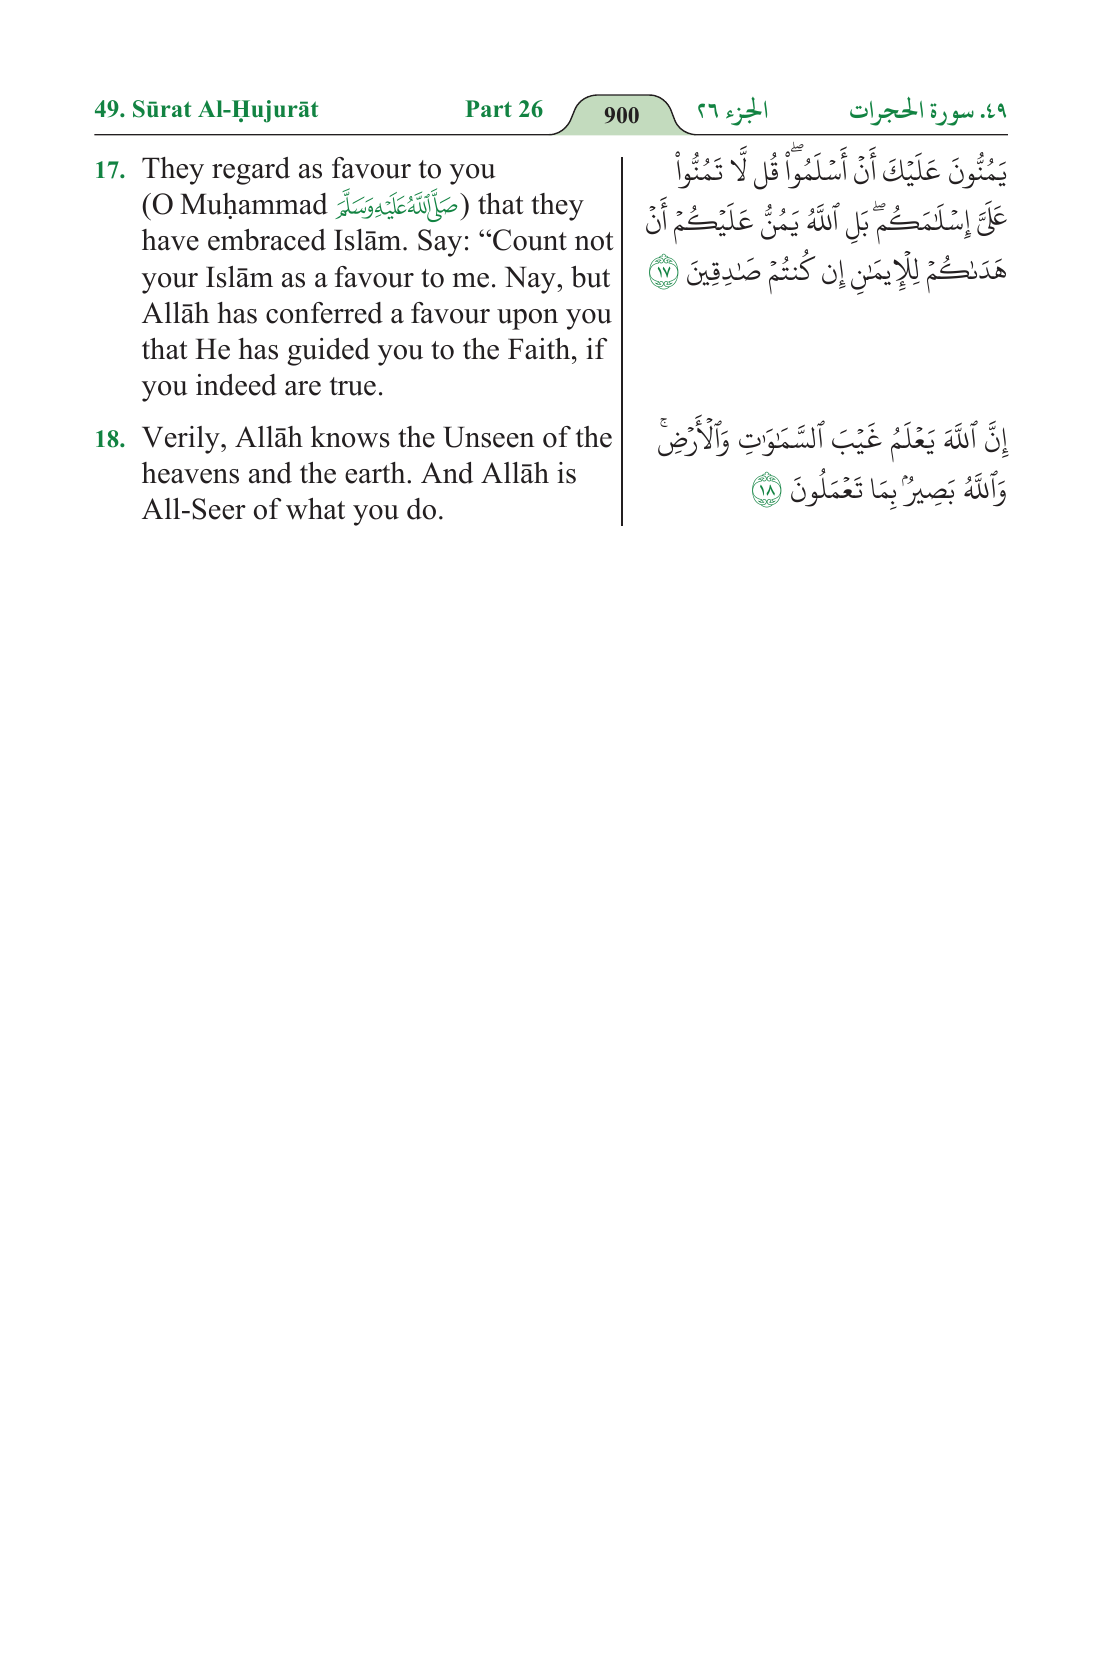 49. Sūrat Al-Ḥujurāt Part 26 900 الجزء ٢٦ ٤٩. سورة الحجرات
17. They regard as favour to you
(O Muḥammad صَلَّى اللَّهُ عَلَيْهِ وَسَلَّمَ) that they
have embraced Islām. Say: “Count not
your Islām as a favour to me. Nay, but
Allāh has conferred a favour upon you
that He has guided you to the Faith, if
you indeed are true.
يَمُنُّونَ عَلَيْكَ أَنْ أَسْلَمُوا۟ ۖ قُل لَّا تَمُنُّوا۟
عَلَىَّ إِسْلَـٰمَكُم ۖ بَلِ ٱللَّهُ يَمُنُّ عَلَيْكُمْ أَنْ
هَدَىٰكُمْ لِلْإِيمَـٰنِ إِن كُنتُمْ صَـٰدِقِينَ ١٧
18. Verily, Allāh knows the Unseen of the
heavens and the earth. And Allāh is
All-Seer of what you do.
إِنَّ ٱللَّهَ يَعْلَمُ غَيْبَ ٱلسَّمَـٰوَٰتِ وَٱلْأَرْضِ ۚ
وَٱللَّهُ بَصِيرٌۢ بِمَا تَعْمَلُونَ ١٨